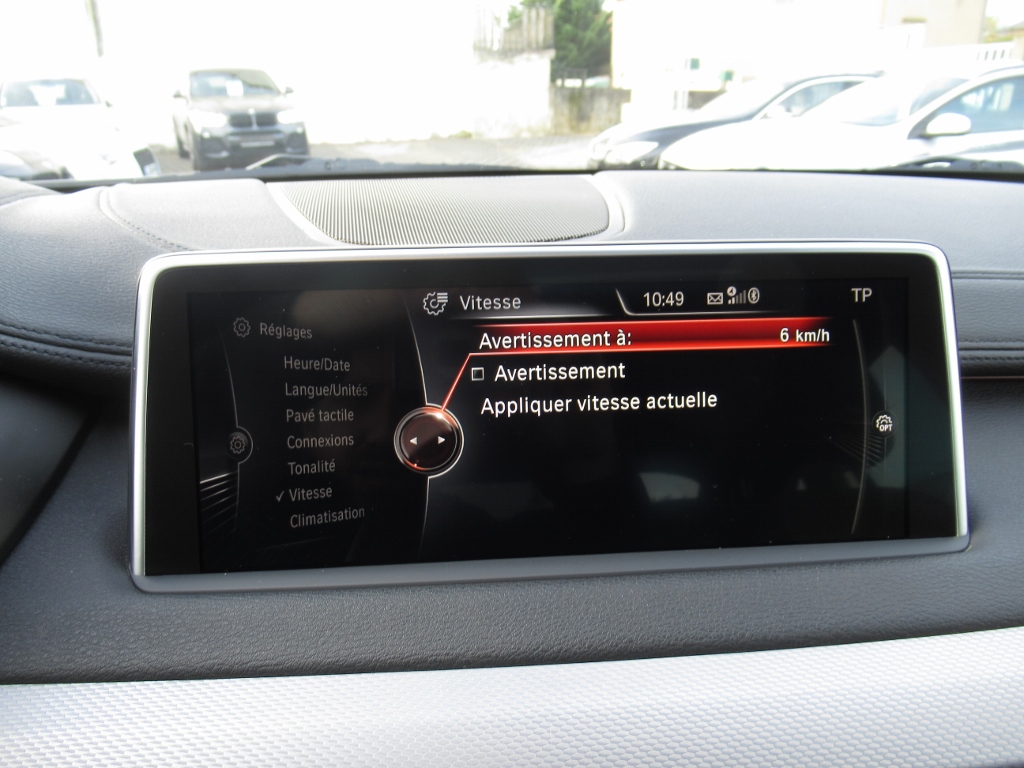 Vitesse 10:49 TP
Réglages
Heure/Date
Langue/Unités
Pavé tactile
Connexions
Tonalité
✓ Vitesse
Climatisation
Avertissement à: 6 km/h
Avertissement
Appliquer vitesse actuelle
OPT